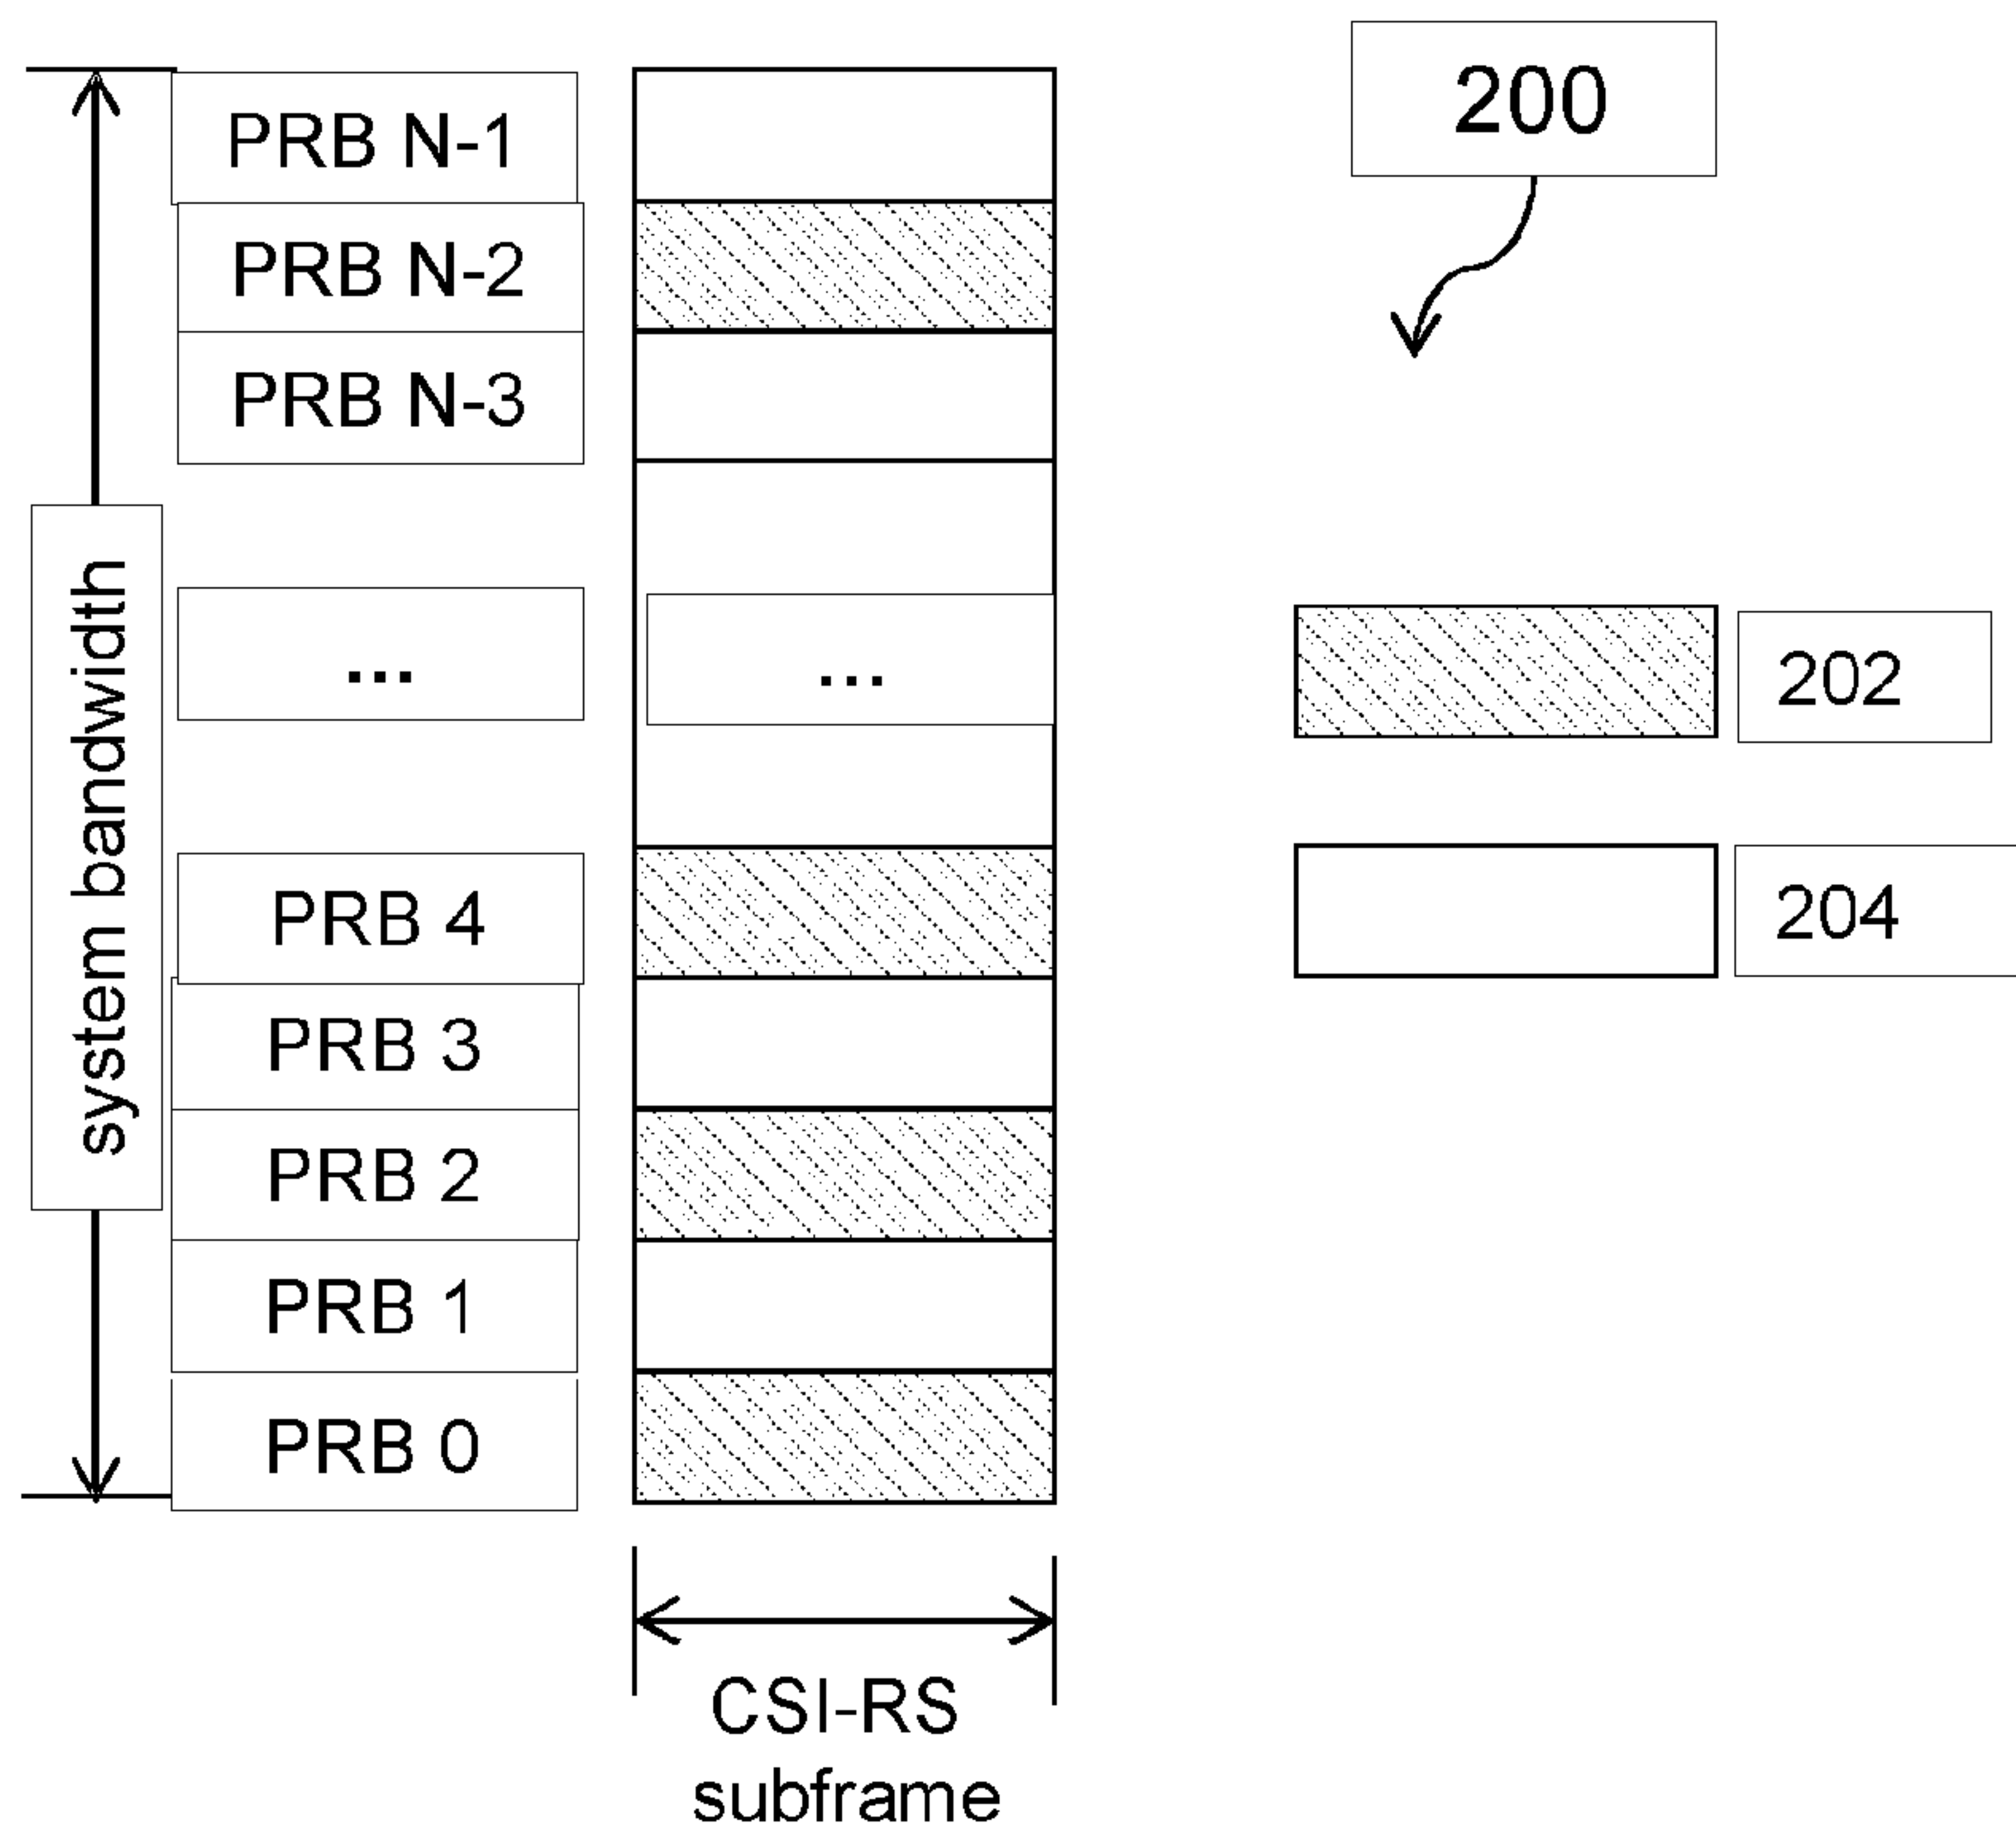 200
PRB N-1
PRB N-2
PRB N-3
...
...
202
204
system bandwidth
PRB 4
PRB 3
PRB 2
PRB 1
PRB 0
CSI-RS
subframe